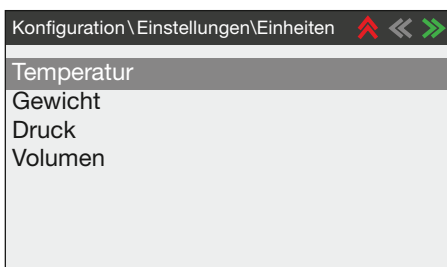 Konfiguration\Einstellungen\Einheiten
Temperatur
Gewicht
Druck
Volumen